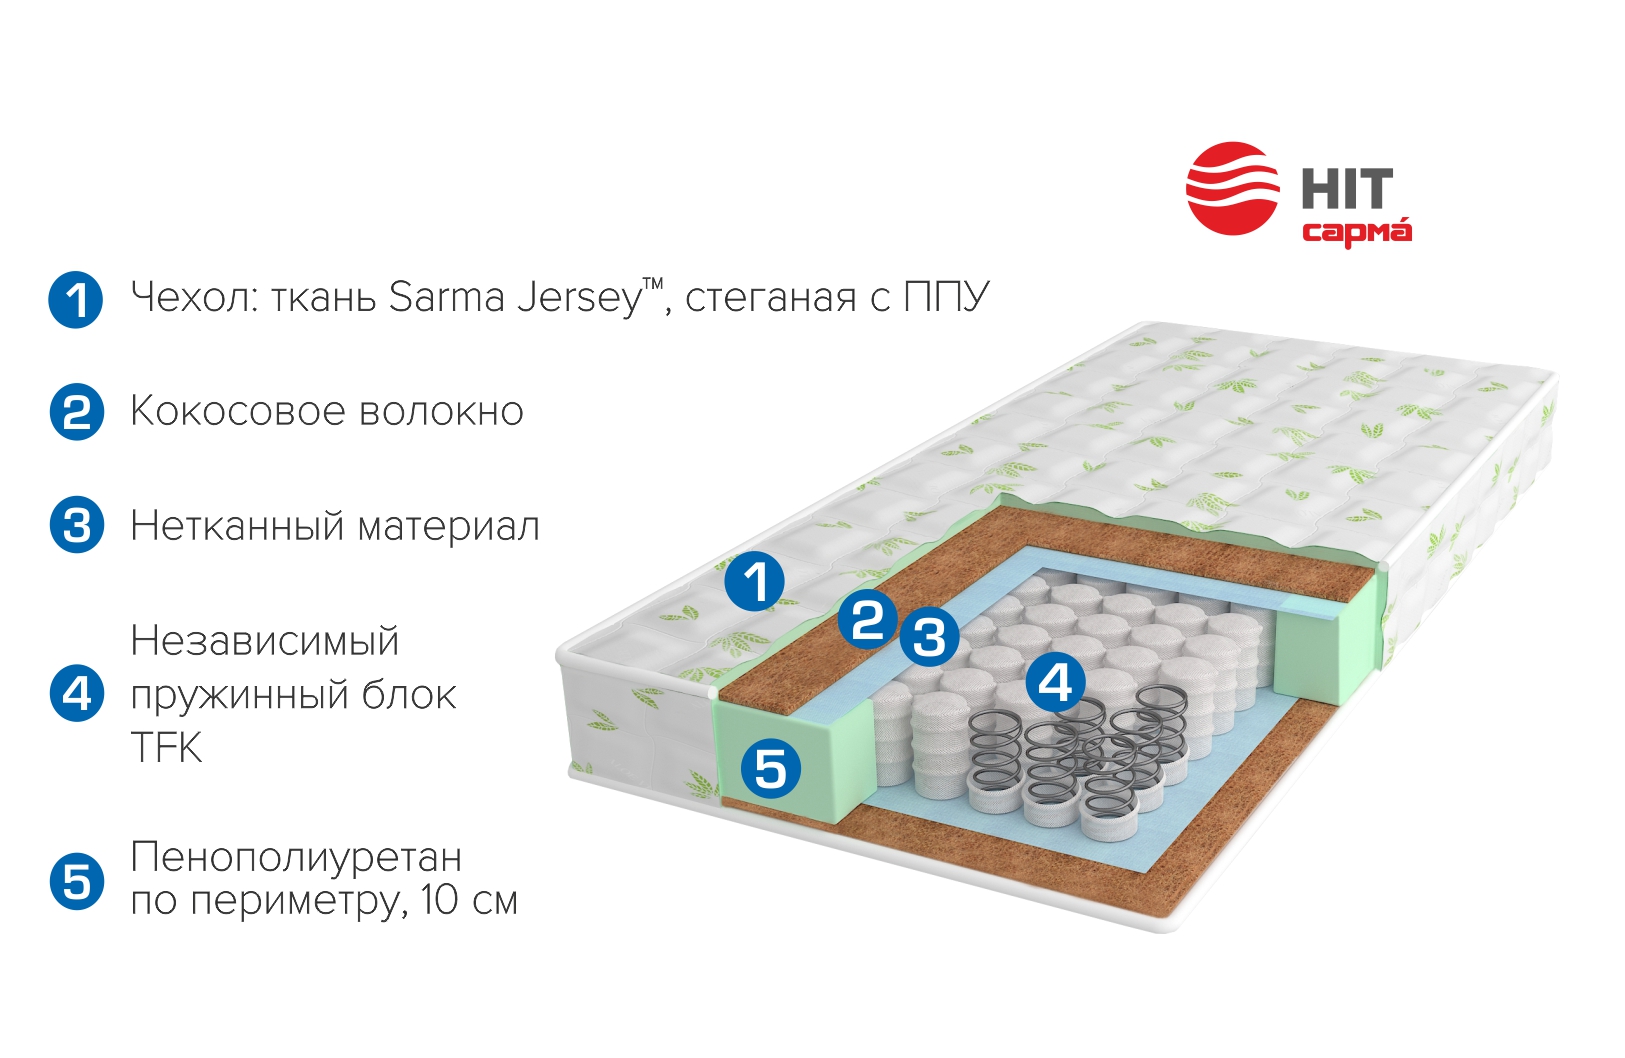 HIT
сармá
1 Чехол: ткань Sarma Jersey™, стеганая с ППУ
2 Кокосовое волокно
3 Нетканный материал
Независимый
4 пружинный блок
TFK
5 Пенополиуретан
по периметру, 10 см
1
2
3
4
5